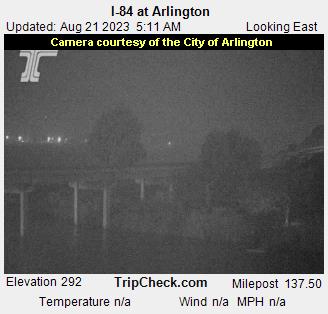 I-84 at Arlington
Updated: Aug 21 2023 5:11 AM Looking East
Camera courtesy of the City of Arlington
Elevation 292 TripCheck.com Milepost 137.50
Temperature n/a Wind n/a MPH n/a